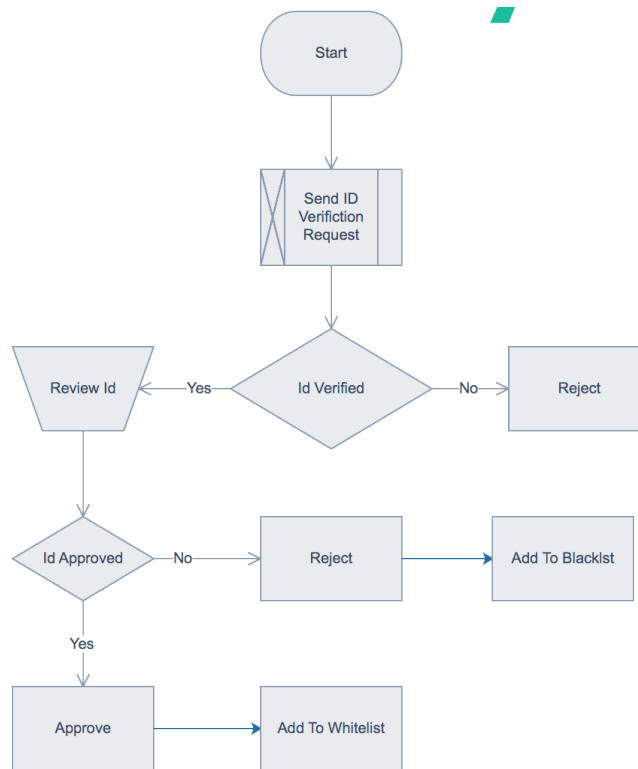 Start
Send ID
Verifiction
Request
Review Id
Yes
Id Verified
No
Reject
Id Approved
No
Reject
Add To Blacklst
Yes
Approve
Add To Whitelist